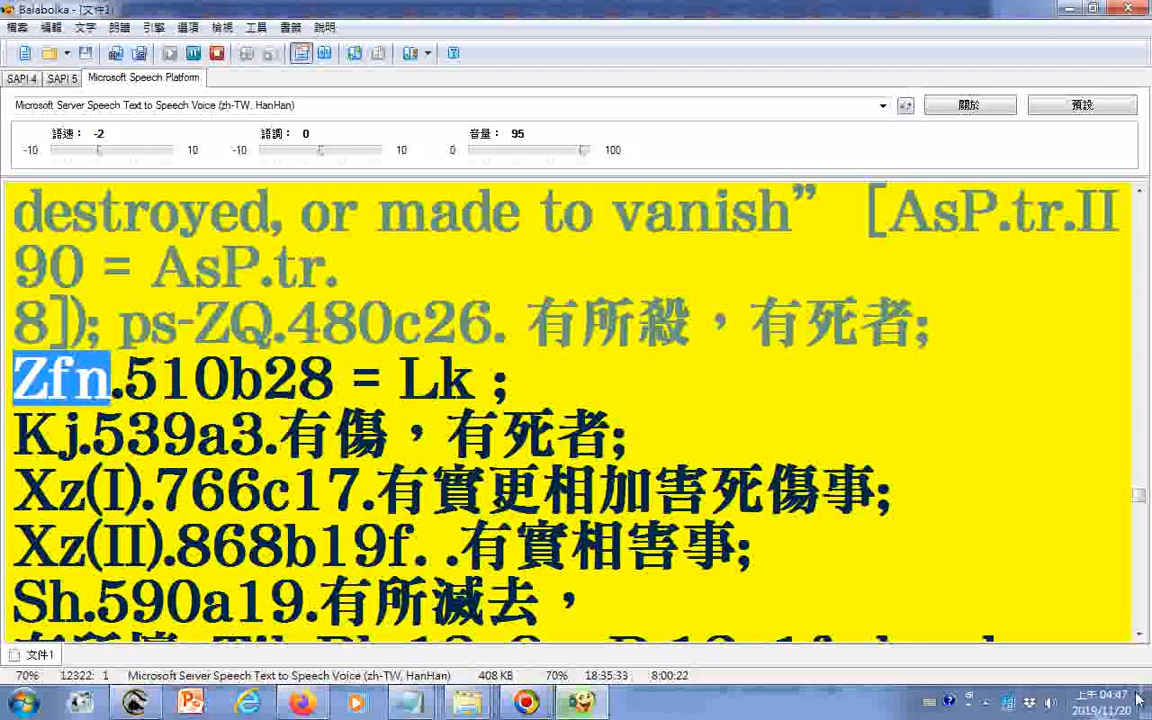 Balabolka - [文件1]
檔案 編輯 文字 朗讀 引擎 選項 檢視 工具 書籤 說明
SAPI 4 SAPI 5 Microsoft Speech Platform
Microsoft Server Speech Text to Speech Voice (zh-TW, HanHan) 關於 預設
語速： -2 語調： 0 音量： 95
-10 10 -10 10 0 100
destroyed, or made to vanish” [AsP.tr.II
90 = AsP.tr.
8]); ps-ZQ.480c26. 有所殺，有死者;
Zfn.510b28 = Lk ;
Kj.539a3.有傷，有死者;
Xz(I).766c17.有實更相加害死傷事;
Xz(II).868b19f. .有實相害事;
Sh.590a19.有所滅去，
文件1
70% 12322: 1 Microsoft Server Speech Text to Speech Voice (zh-TW, HanHan) 408 KB 70% 18:35:33 8:00:22
上午 04:47
2019/11/20